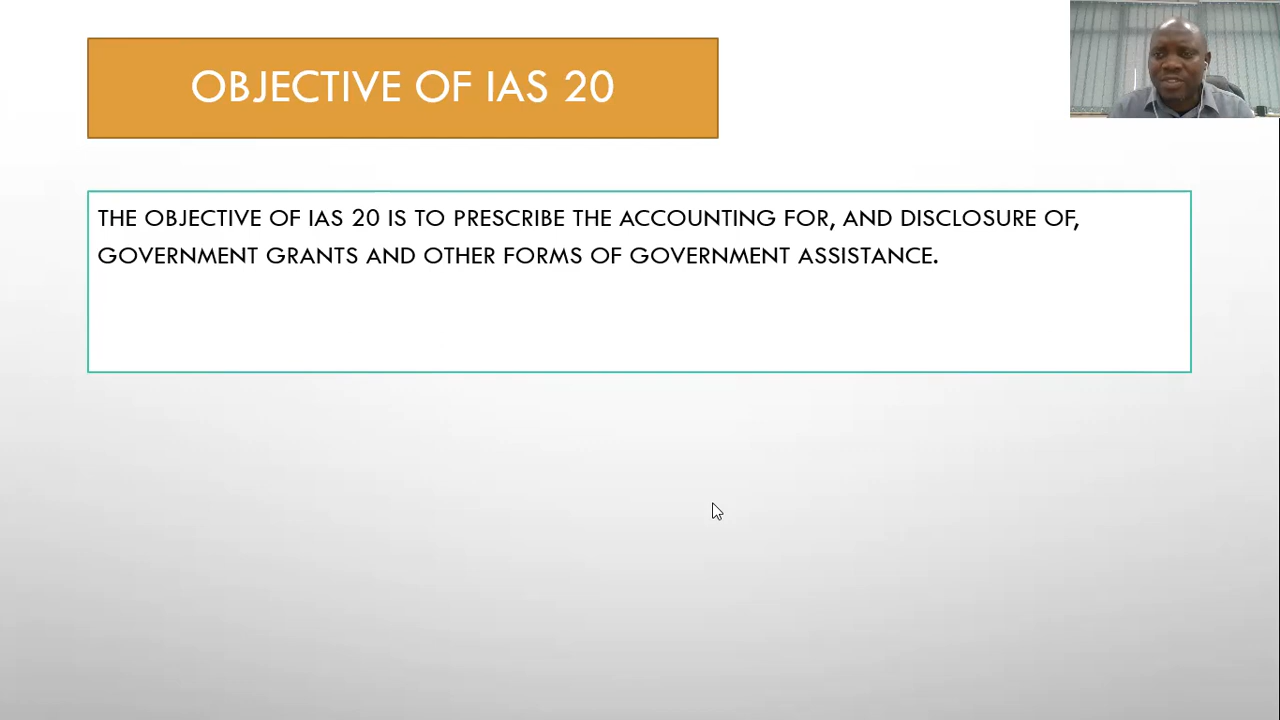 OBJECTIVE OF IAS 20
THE OBJECTIVE OF IAS 20 IS TO PRESCRIBE THE ACCOUNTING FOR, AND DISCLOSURE OF,
GOVERNMENT GRANTS AND OTHER FORMS OF GOVERNMENT ASSISTANCE.